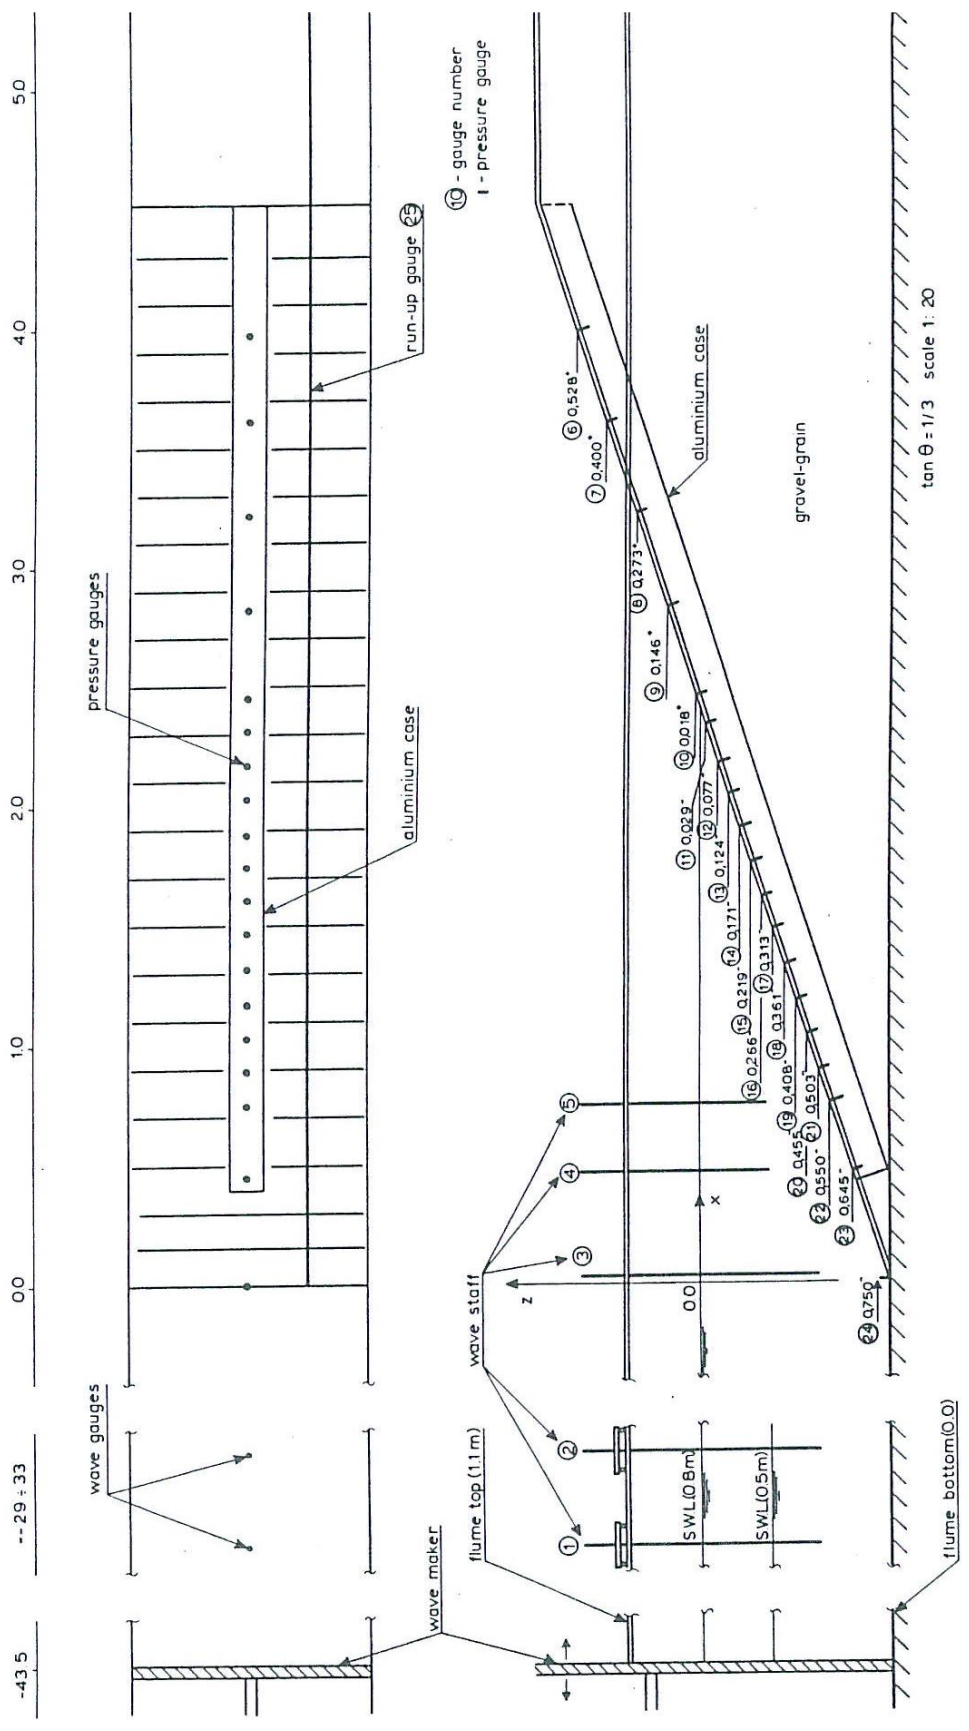 -43.5
--29÷33
0.0
1.0
2.0
3.0
4.0
5.0
wave gauges
pressure gauges
aluminium case
run-up gauge 25
10 - gauge number
ı - pressure gauge
wave maker
flume top (1.1 m)
wave staff
1
2
3
4
5
SWL(0.8m)
SWL(0.5m)
flume bottom(0.0)
z
x
0.0
6 0,528+
7 0,400+
8 0,273+
9 0,146+
10 0,018+
11 0,029-
12 0,077-
13 0,124-
14 0,171-
15 0,219-
16 0,266-
17 0,313-
18 0,361-
19 0,408-
20 0,455-
21 0,503-
22 0,550-
23 0,645-
24 0,750-
aluminium case
gravel-grain
tan θ = 1/3 scale 1: 20